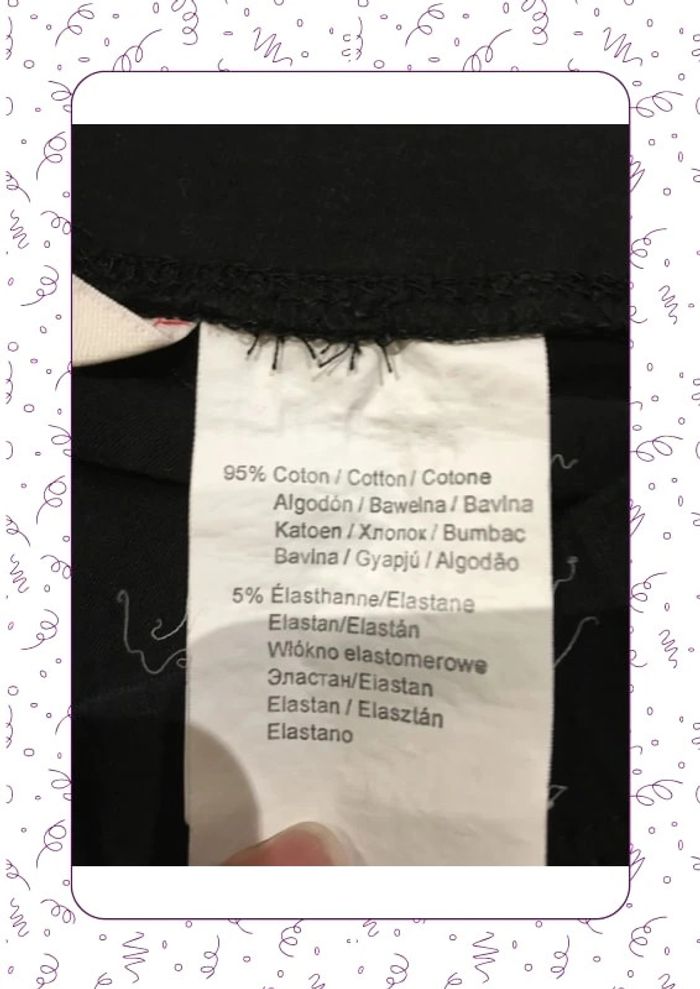 95% Coton / Cotton / Cotone
Algodón / Bawełna / Bavlna
Katoen / Хлопок / Bumbac
Bavlna / Gyapjú / Algodão
5% Élasthanne/Elastane
Elastan/Elastán
Włókno elastomerowe
Эластан/Elastan
Elastan / Elasztán
Elastano